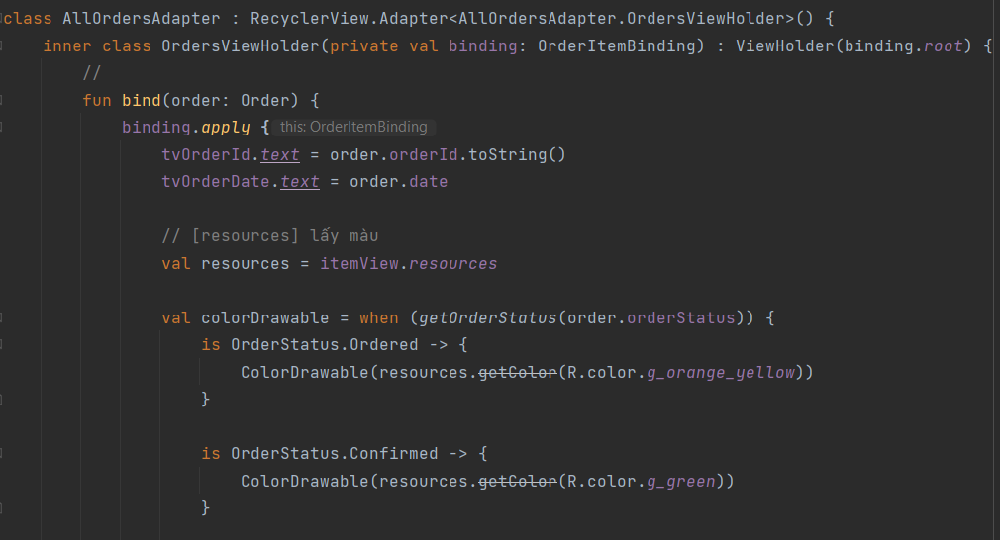 class AllOrdersAdapter : RecyclerView.Adapter<AllOrdersAdapter.OrdersViewHolder>() {
inner class OrdersViewHolder(private val binding: OrderItemBinding) : ViewHolder(binding.root) {
//
fun bind(order: Order) {
binding.apply { this: OrderItemBinding
tvOrderId.text = order.orderId.toString()
tvOrderDate.text = order.date
// [resources] lấy màu
val resources = itemView.resources
val colorDrawable = when (getOrderStatus(order.orderStatus)) {
is OrderStatus.Ordered -> {
ColorDrawable(resources.getColor(R.color.g_orange_yellow))
}
is OrderStatus.Confirmed -> {
ColorDrawable(resources.getColor(R.color.g_green))
}